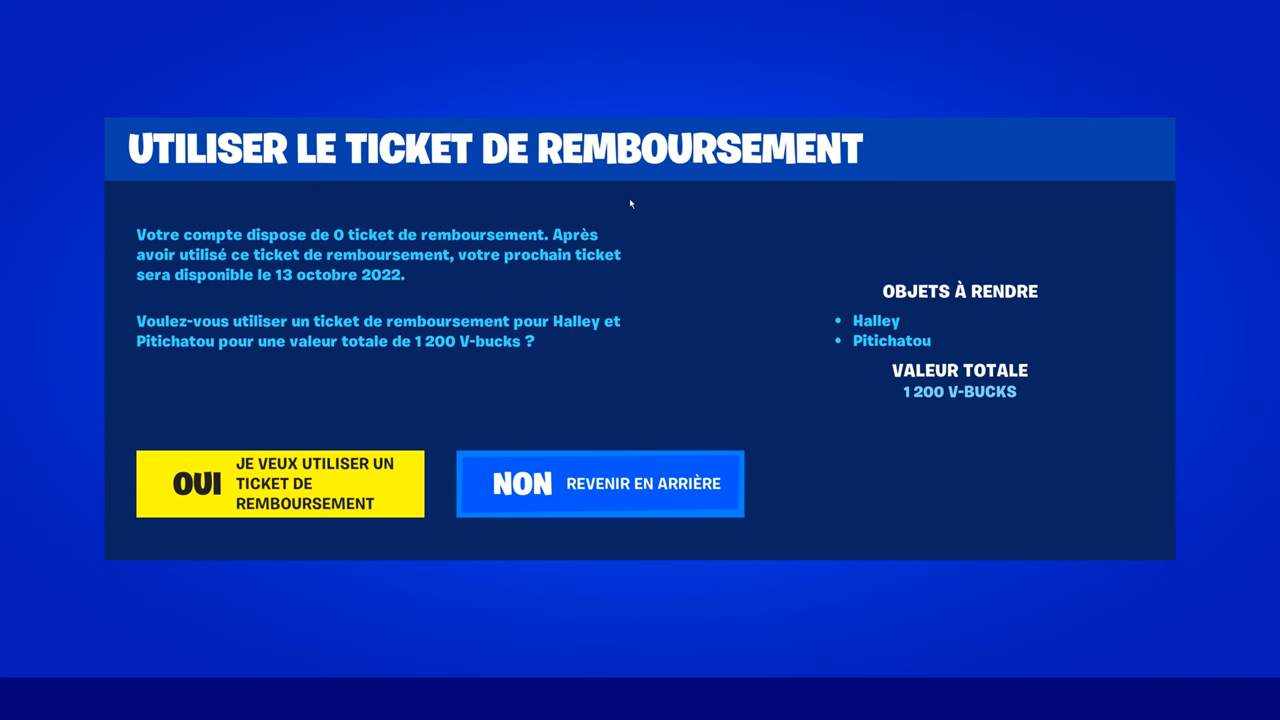 UTILISER LE TICKET DE REMBOURSEMENT
Votre compte dispose de 0 ticket de remboursement. Après
avoir utilisé ce ticket de remboursement, votre prochain ticket
sera disponible le 13 octobre 2022.
Voulez-vous utiliser un ticket de remboursement pour Halley et
Pitichatou pour une valeur totale de 1 200 V-bucks ?
OBJETS À RENDRE
• Halley
• Pitichatou
VALEUR TOTALE
1 200 V-BUCKS
OUI
JE VEUX UTILISER UN
TICKET DE
REMBOURSEMENT
NON
REVENIR EN ARRIÈRE